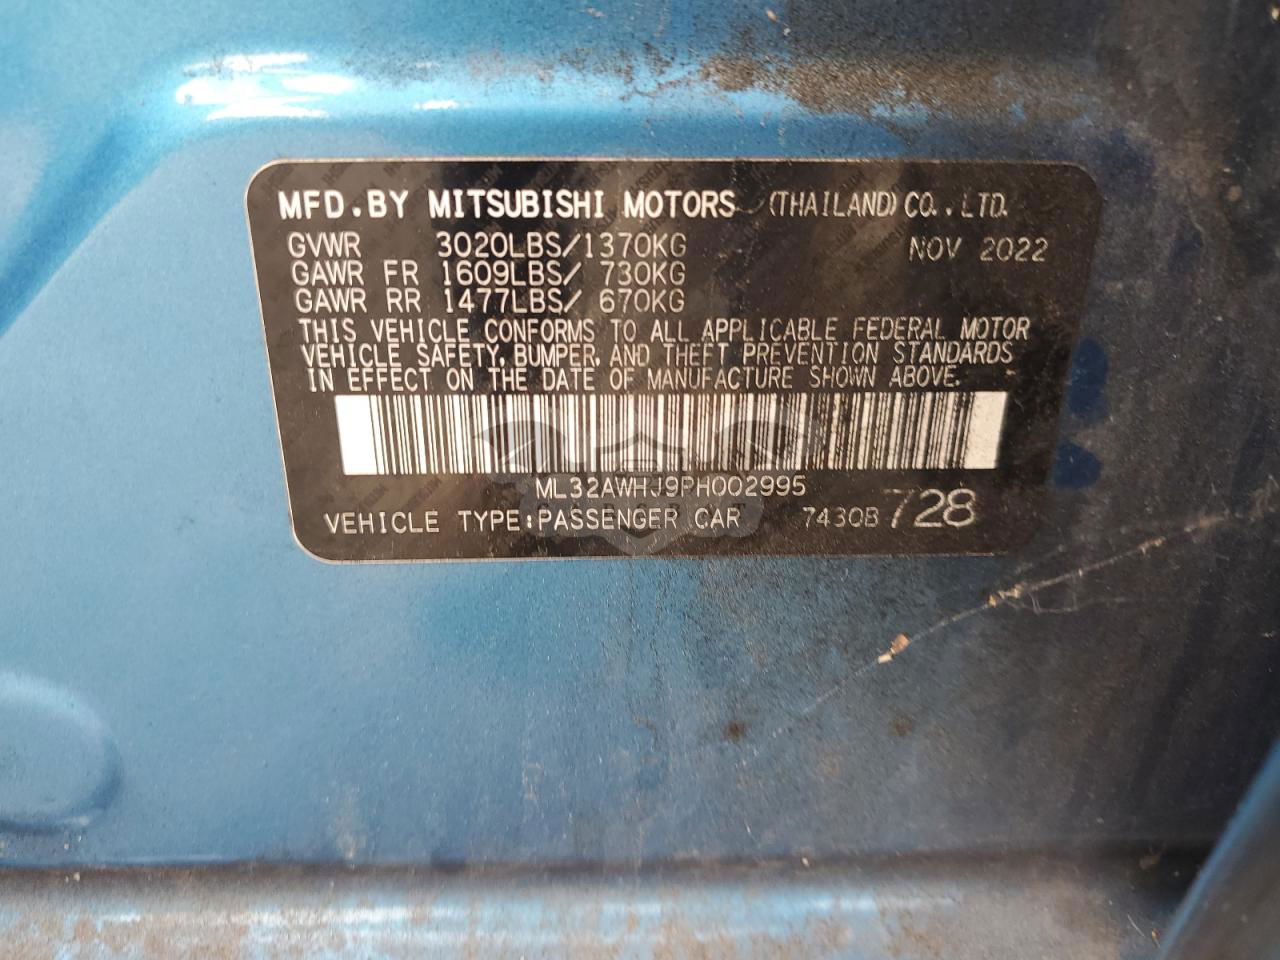 MFD.BY MITSUBISHI MOTORS (THAILAND) CO.,LTD.
GVWR 3020LBS/1370KG NOV 2022
GAWR FR 1609LBS/ 730KG
GAWR RR 1477LBS/ 670KG
THIS VEHICLE CONFORMS TO ALL APPLICABLE FEDERAL MOTOR
VEHICLE SAFETY, BUMPER, AND THEFT PREVENTION STANDARDS
IN EFFECT ON THE DATE OF MANUFACTURE SHOWN ABOVE.
ML32AWHJ9PH002995
VEHICLE TYPE:PASSENGER CAR 7430B 728